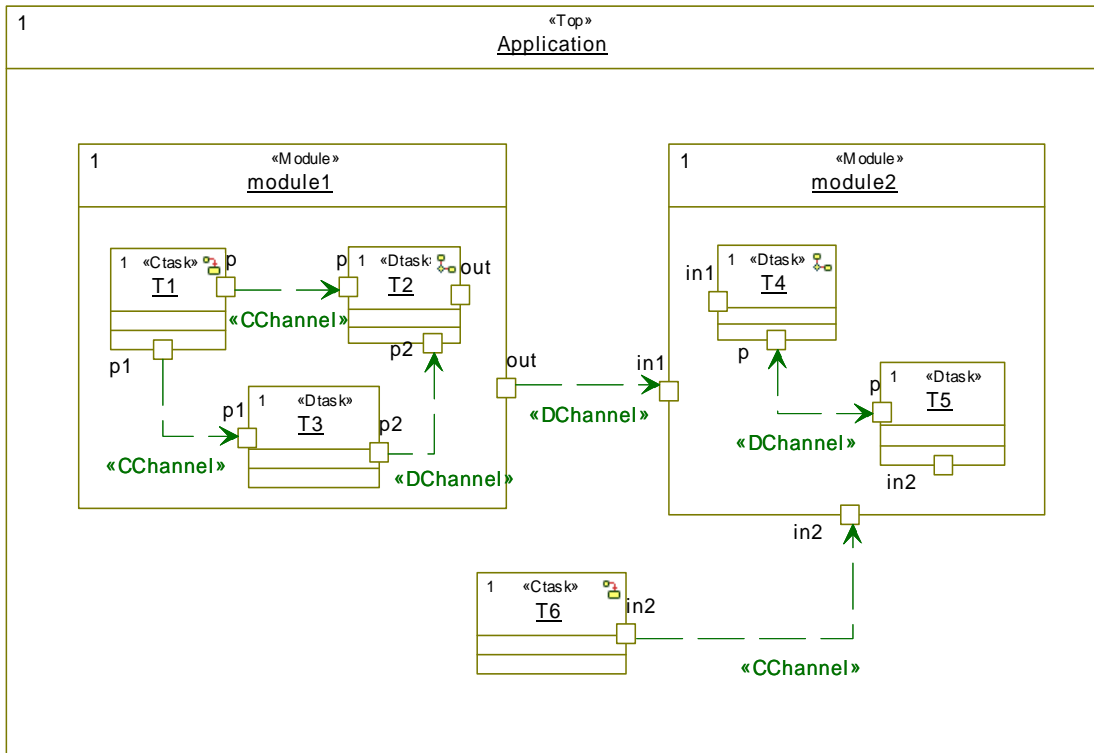 1
«Top»
Application
1
«Module»
module1
1
«Module»
module2
1
«Ctask»
T1
p
p1
«CChannel»
p
1
«Dtask»
T2
out
p2
«CChannel»
p1
1
«Dtask»
T3
p2
«DChannel»
out
in1
«DChannel»
in1
1
«Dtask»
T4
p
«DChannel»
p
1
«Dtask»
T5
in2
in2
1
«Ctask»
T6
in2
«CChannel»